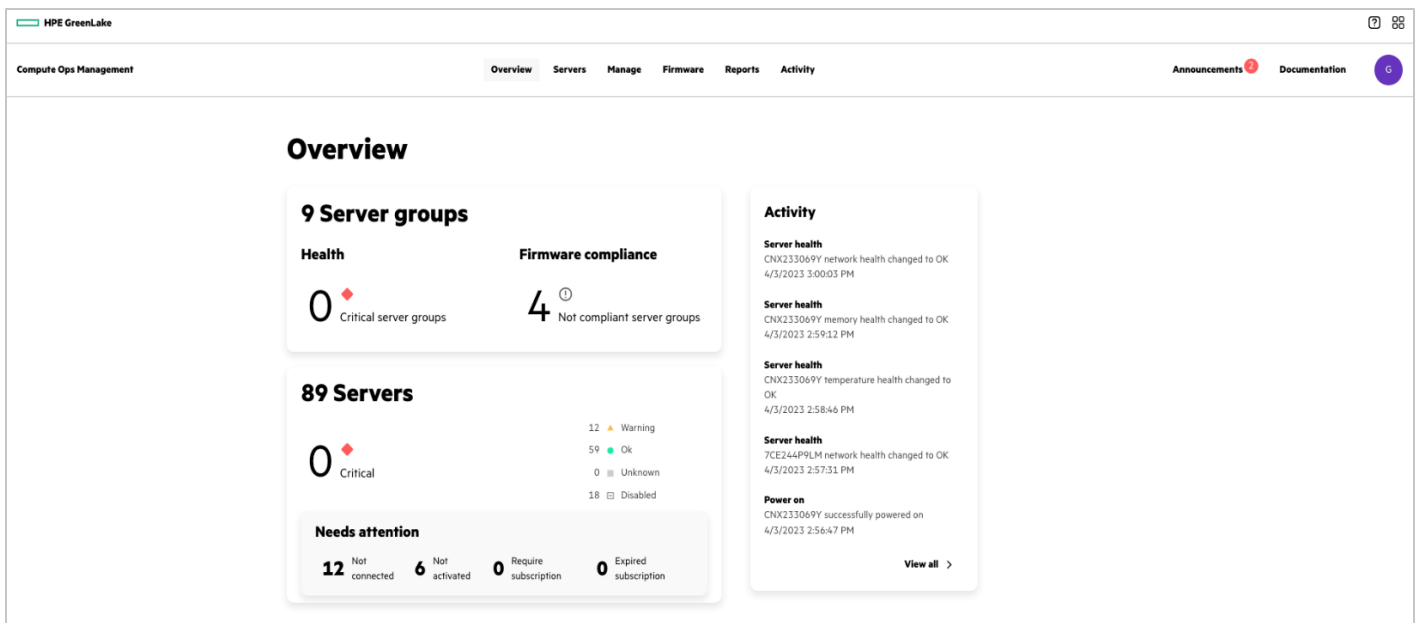 HPE GreenLake
Compute Ops Management
Overview Servers Manage Firmware Reports Activity
Announcements 2 Documentation G
Overview
9 Server groups
Health
0 Critical server groups
Firmware compliance
4 Not compliant server groups
89 Servers
0 Critical
12 Warning
59 Ok
0 Unknown
18 Disabled
Needs attention
12 Not connected
6 Not activated
0 Require subscription
0 Expired subscription
Activity
Server health
CNX233069Y network health changed to OK
4/3/2023 3:00:03 PM
Server health
CNX233069Y memory health changed to OK
4/3/2023 2:59:12 PM
Server health
CNX233069Y temperature health changed to
OK
4/3/2023 2:58:46 PM
Server health
7CE244P9LM network health changed to OK
4/3/2023 2:57:31 PM
Power on
CNX233069Y successfully powered on
4/3/2023 2:56:47 PM
View all